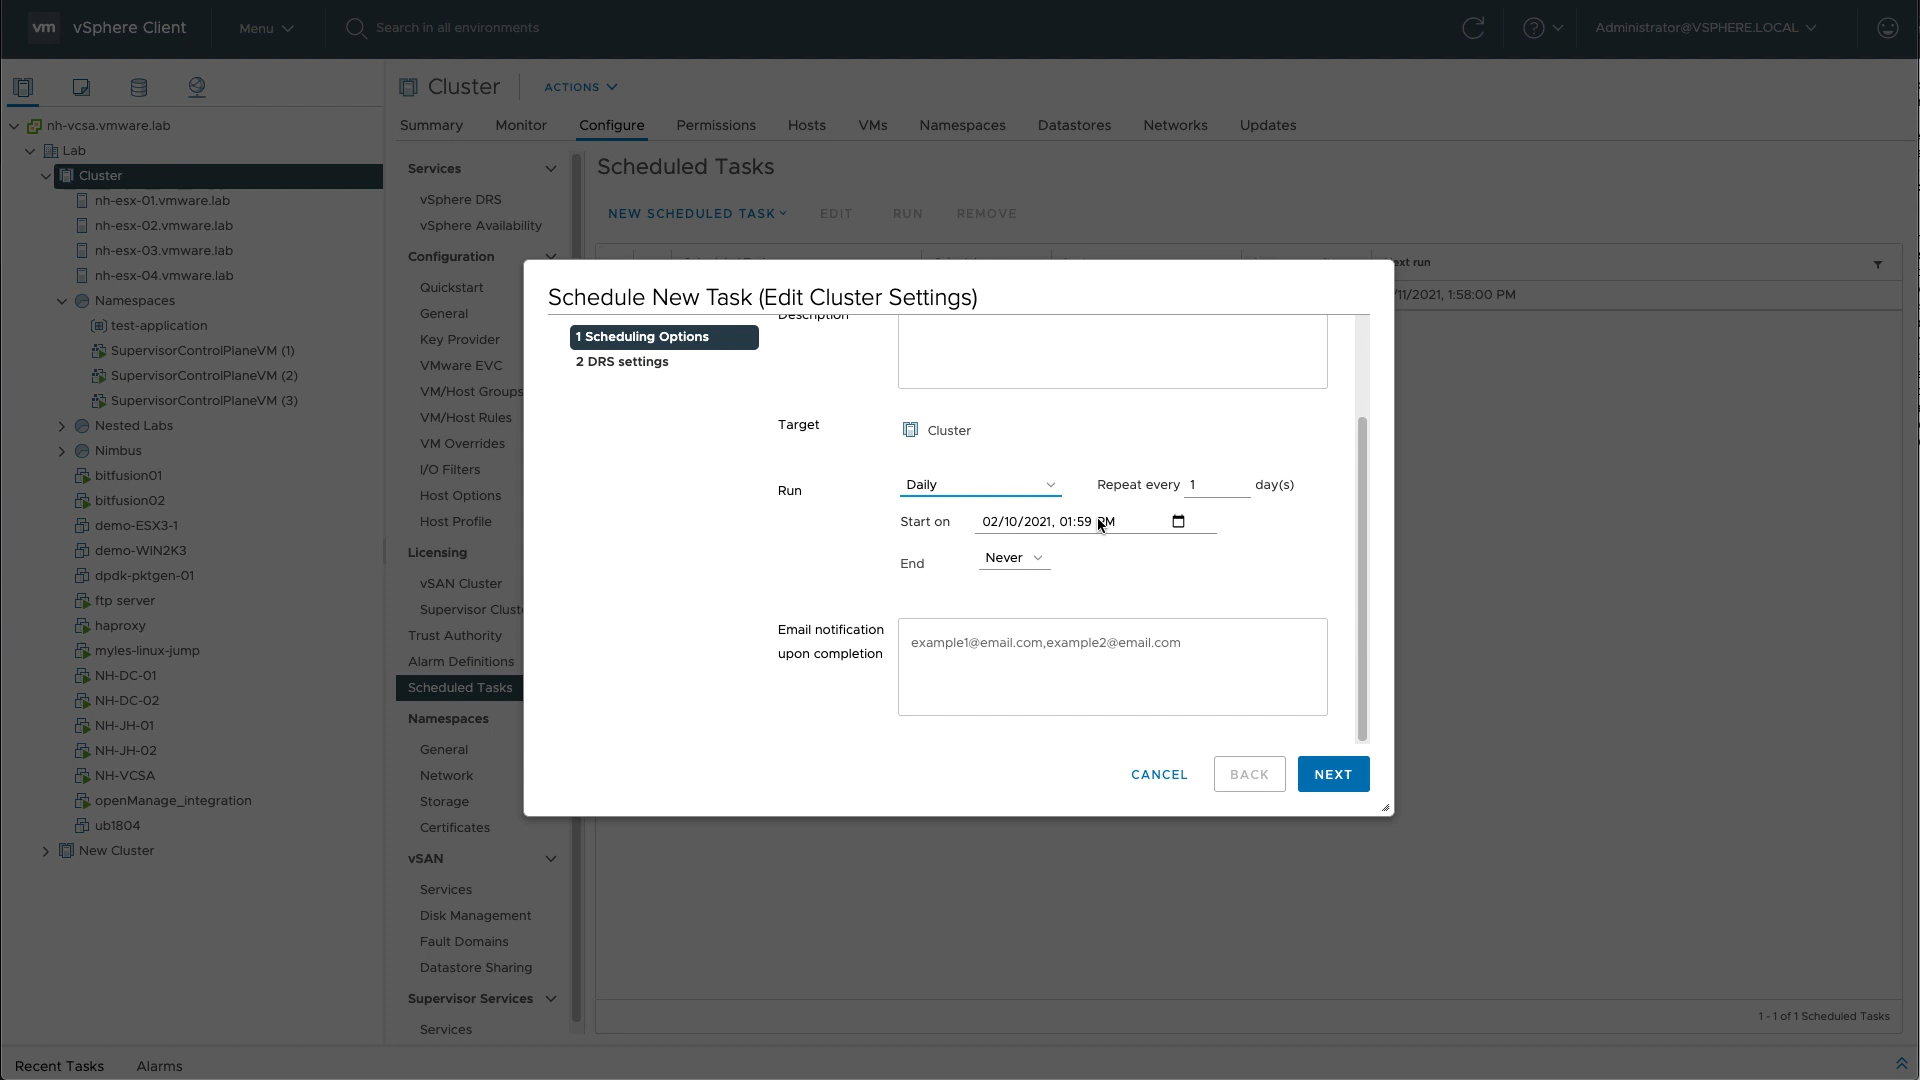 vm vSphere Client Menu Search in all environments Administrator@VSPHERE.LOCAL
nh-vcsa.vmware.lab
Lab
Cluster
nh-esx-01.vmware.lab
nh-esx-02.vmware.lab
nh-esx-03.vmware.lab
nh-esx-04.vmware.lab
Namespaces
test-application
SupervisorControlPlaneVM (1)
SupervisorControlPlaneVM (2)
SupervisorControlPlaneVM (3)
Nested Labs
Nimbus
bitfusion01
bitfusion02
demo-ESX3-1
demo-WIN2K3
dpdk-pktgen-01
ftp server
haproxy
myles-linux-jump
NH-DC-01
NH-DC-02
NH-JH-01
NH-JH-02
NH-VCSA
openManage_integration
ub1804
New Cluster
Cluster ACTIONS
Summary Monitor Configure Permissions Hosts VMs Namespaces Datastores Networks Updates
Services
vSphere DRS
vSphere Availability
Configuration
Quickstart
General
Key Provider
VMware EVC
VM/Host Groups
VM/Host Rules
VM Overrides
I/O Filters
Host Options
Host Profile
Licensing
vSAN Cluster
Supervisor Cluste
Trust Authority
Alarm Definitions
Scheduled Tasks
Namespaces
General
Network
Storage
Certificates
vSAN
Services
Disk Management
Fault Domains
Datastore Sharing
Supervisor Services
Services
Scheduled Tasks
NEW SCHEDULED TASK EDIT RUN REMOVE
ext run
/11/2021, 1:58:00 PM
Schedule New Task (Edit Cluster Settings)
1 Scheduling Options
2 DRS settings
Description
Target Cluster
Run Daily Repeat every 1 day(s)
Start on 02/10/2021, 01:59 PM
End Never
Email notification
upon completion
example1@email.com,example2@email.com
CANCEL BACK NEXT
1 - 1 of 1 Scheduled Tasks
Recent Tasks Alarms